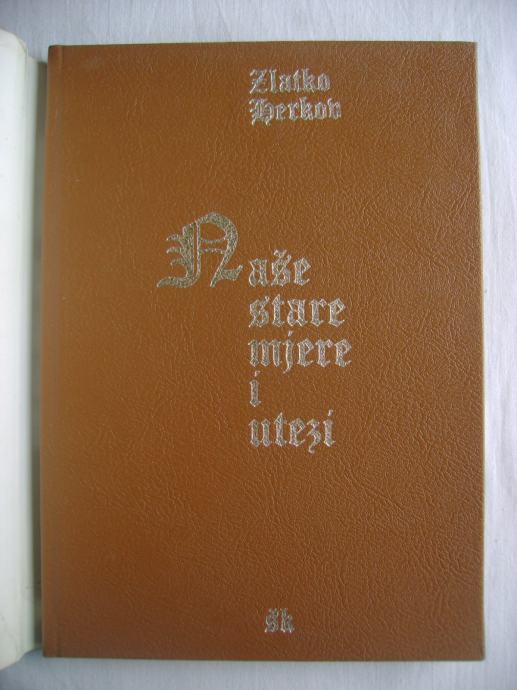 Zlatko
Herkov
Naše
stare
mjere
i
utezi
šk